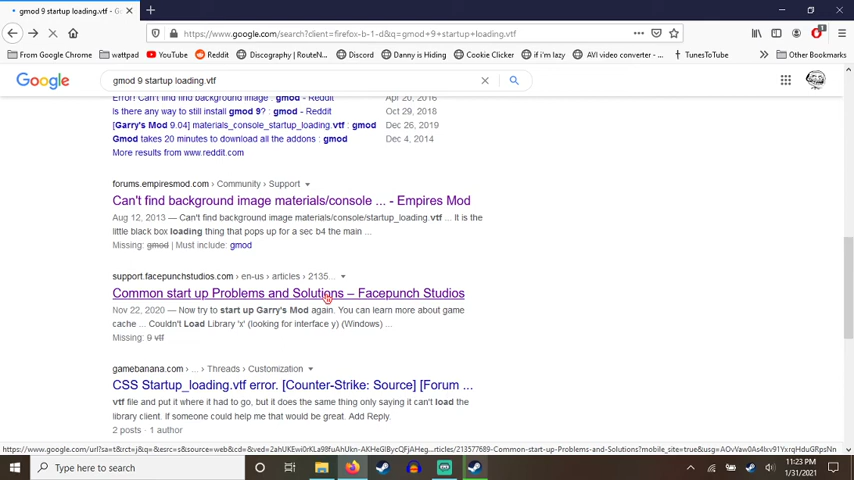 gmod 9 startup loading.vtf - Go
https://www.google.com/search?client=firefox-b-1-d&q=gmod+9+startup+loading.vtf
From Google Chrome wattpad YouTube Reddit Discography | RouteN... Discord Danny is Hiding Cookie Clicker if i'm lazy AVI video converter -... TunesToTube Other Bookmarks
Google gmod 9 startup loading.vtf
Error! Can't find background image : gmod - Reddit Apr 20, 2016
Is there any way to still install gmod 9? : gmod - Reddit Oct 29, 2018
[Garry's Mod 9.04] materials_console_startup_loading.vtf : gmod Dec 26, 2019
Gmod takes 20 minutes to download all the addons : gmod Dec 4, 2014
More results from www.reddit.com
forums.empiresmod.com › Community › Support
Can't find background image materials/console ... - Empires Mod
Aug 12, 2013 — Can't find background image materials/console/startup_loading.vtf ... It is the
little black box loading thing that pops up for a sec b4 the main ...
Missing: gmod | Must include: gmod
support.facepunchstudios.com › en-us › articles › 2135...
Common start up Problems and Solutions – Facepunch Studios
Nov 22, 2020 — Now try to start up Garry's Mod again. You can learn more about game
cache ... Couldn't Load Library 'x' (looking for interface y) (Windows) ...
Missing: 9 vtf
gamebanana.com › ... › Threads › Customization
CSS Startup_loading.vtf error. [Counter-Strike: Source] [Forum ...
vtf file and put it where it had to go, but it does the same thing only saying it can't load the
library client. If someone could help me that would be great. Add Reply.
2 posts · 1 author
11:23 PM
Type here to search
1/31/2021